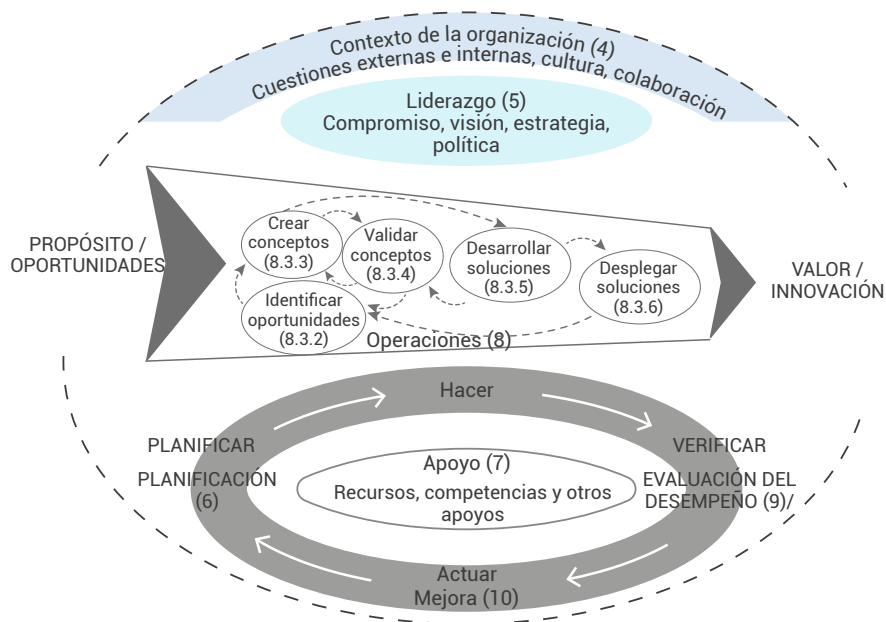 Contexto de la organización (4)
Cuestiones externas e internas, cultura, colaboración
Liderazgo (5)
Compromiso, visión, estrategia,
política
PROPÓSITO /
OPORTUNIDADES
Crear
conceptos
(8.3.3)
Validar
conceptos
(8.3.4)
Desarrollar
soluciones
(8.3.5)
Desplegar
soluciones
(8.3.6)
Identificar
oportunidades
(8.3.2)
Operaciones (8)
VALOR /
INNOVACIÓN
Hacer
PLANIFICAR
PLANIFICACIÓN
(6)
Apoyo (7)
Recursos, competencias y otros
apoyos
VERIFICAR
EVALUACIÓN DEL
DESEMPEÑO (9)/
Actuar
Mejora (10)